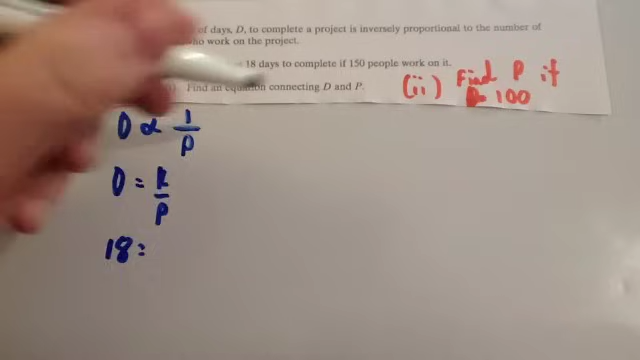 of days, D, to complete a project is inversely proportional to the number of
who work on the project.
18 days to complete if 150 people work on it.
Find an equation connecting D and P.
(ii) Find P if
D = 100
D ∝ 1/P
D = k/P
18 =